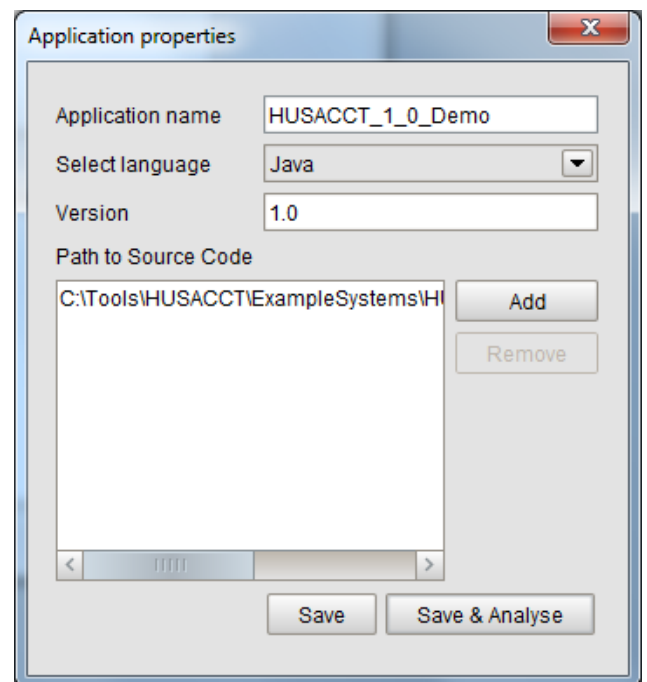 Application properties
Application name HUSACCT_1_0_Demo
Select language Java
Version 1.0
Path to Source Code
C:\Tools\HUSACCT\ExampleSystems\HU
Add
Remove
Save Save & Analyse